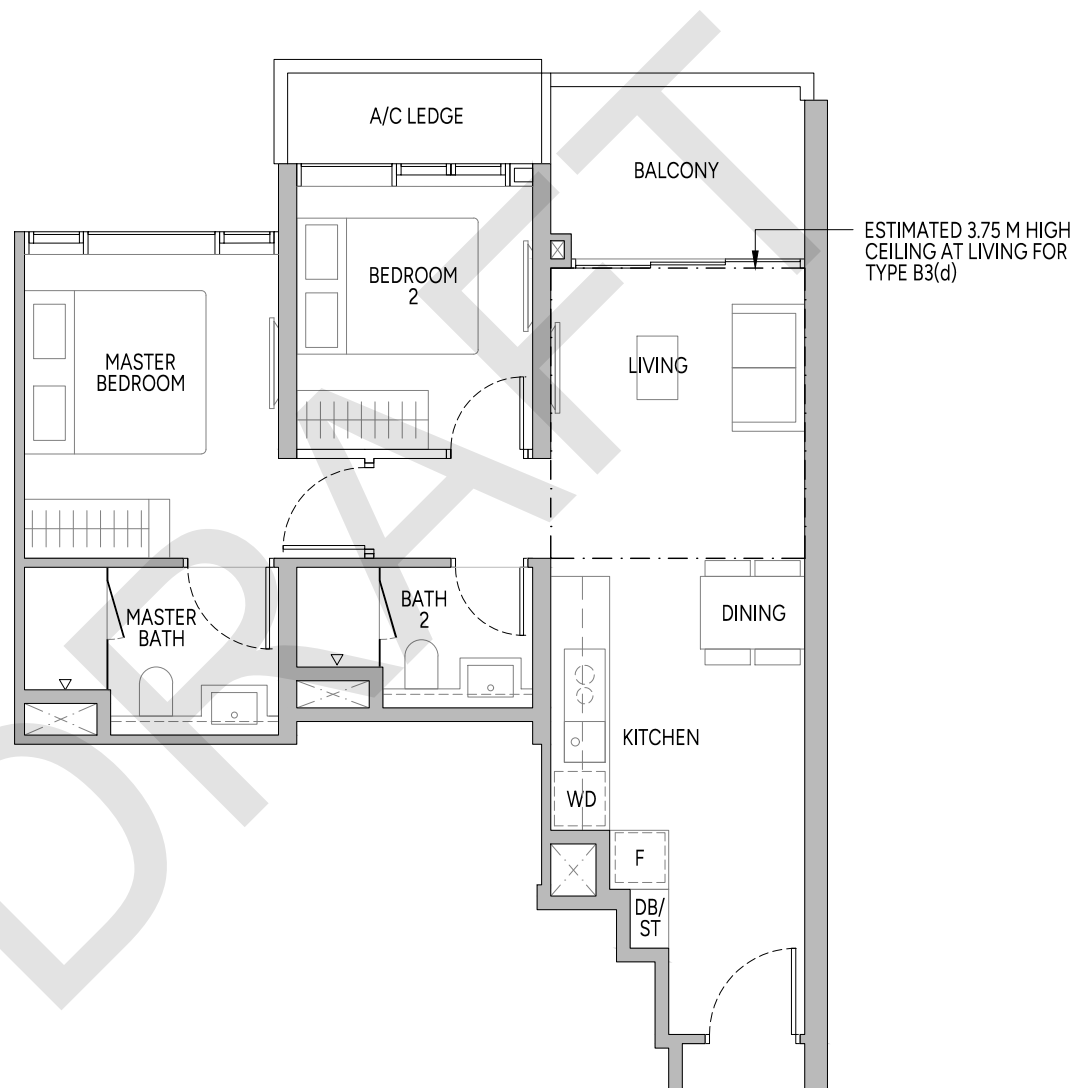 A/C LEDGE
BALCONY
ESTIMATED 3.75 M HIGH
CEILING AT LIVING FOR
TYPE B3(d)
BEDROOM
2
MASTER
BEDROOM
LIVING
BATH
2
MASTER
BATH
DINING
KITCHEN
WD
F
DB/
ST
DRAFT